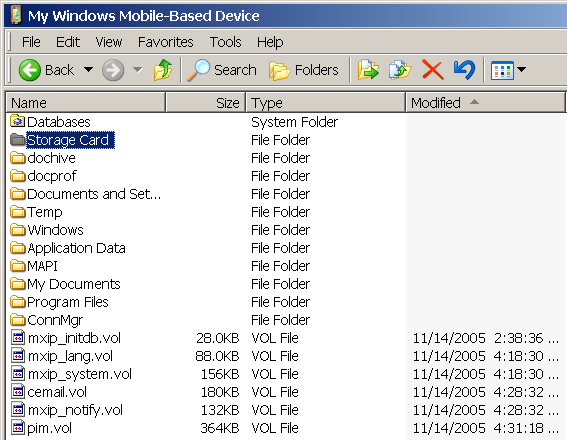 My Windows Mobile-Based Device
File Edit View Favorites Tools Help
Back Search Folders
Name Size Type Modified
Databases System Folder
Storage Card File Folder
dochive File Folder
docprof File Folder
Documents and Set... File Folder
Temp File Folder
Windows File Folder
Application Data File Folder
MAPI File Folder
My Documents File Folder
Program Files File Folder
ConnMgr File Folder
mxip_initdb.vol 28.0KB VOL File 11/14/2005 2:38:36 ...
mxip_lang.vol 88.0KB VOL File 11/14/2005 4:18:30 ...
mxip_system.vol 156KB VOL File 11/14/2005 4:18:30 ...
cemail.vol 180KB VOL File 11/14/2005 4:28:32 ...
mxip_notify.vol 132KB VOL File 11/14/2005 4:28:32 ...
pim.vol 364KB VOL File 11/14/2005 4:31:18 ...